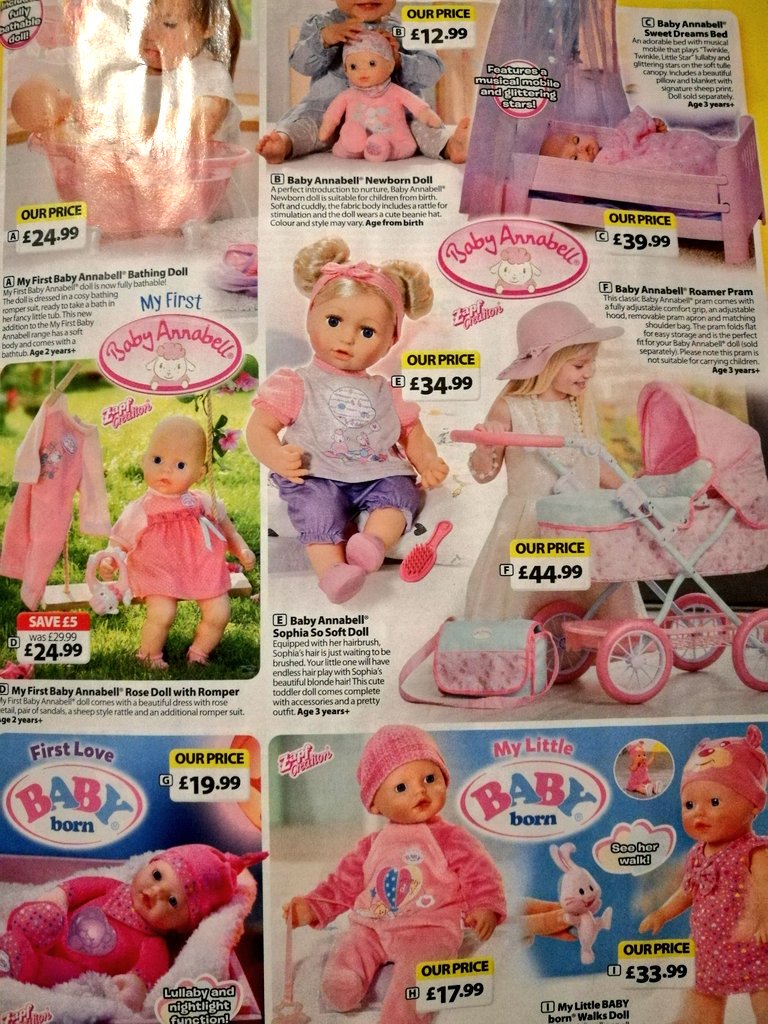 fully
bathable
doll!
OUR PRICE
A £24.99
A My First Baby Annabell® Bathing Doll
My First Baby Annabell® doll is now fully bathable!
The doll is dressed in a cosy bathing
romper suit, ready to take a bath in
her fancy little tub. This new
addition to the My First Baby
Annabell range has a soft
body and comes with a
bathtub. Age 2 years+
OUR PRICE
B £12.99
B Baby Annabell® Newborn Doll
A perfect introduction to nurture, Baby Annabell®
Newborn doll is suitable for children from birth.
Soft and cuddly, the fabric body includes a rattle for
stimulation and the doll wears a cute beanie hat.
Colour and style may vary. Age from birth
C Baby Annabell®
Sweet Dreams Bed
An adorable bed with musical
mobile that plays "Twinkle,
Twinkle, Little Star" lullaby and
glittering stars on the soft tulle
canopy. Includes a beautiful
pillow and blanket with
signature sheep print.
Doll sold separately.
Age 3 years+
Features a
musical mobile
and glittering
stars!
OUR PRICE
C £39.99
My First
Baby Annabell®
Zapf
Creation®
SAVE £5
was £29.99
D £24.99
D My First Baby Annabell® Rose Doll with Romper
My First Baby Annabell® doll comes with a beautiful dress with rose
detail, pair of sandals, a sheep style rattle and an additional romper suit.
Age 2 years+
Baby Annabell®
Zapf
Creation®
OUR PRICE
E £34.99
E Baby Annabell®
Sophia So Soft Doll
Equipped with her hairbrush,
Sophia's hair is just waiting to be
brushed. Your little one will have
endless hair play with Sophia's
beautiful blonde hair! This cute
toddler doll comes complete
with accessories and a pretty
outfit. Age 3 years+
F Baby Annabell® Roamer Pram
This classic Baby Annabell® pram comes with
a fully adjustable comfort grip, an adjustable
hood, removable pram apron and matching
shoulder bag. The pram folds flat
for easy storage and is the perfect
fit for your Baby Annabell® doll (sold
separately). Please note this pram is
not suitable for carrying children.
Age 3 years+
OUR PRICE
F £44.99
First Love
BABY
born®
OUR PRICE
G £19.99
Lullaby and
nightlight
function!
Zapf
Creation®
Zapf
Creation®
My Little
BABY
born®
See her
walk!
OUR PRICE
H £17.99
OUR PRICE
I £33.99
I My Little BABY
born® Walks Doll